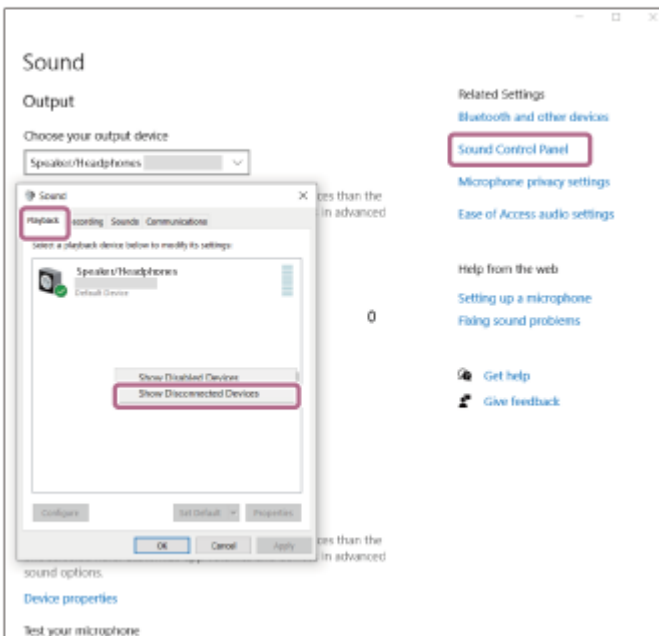 Sound
Output
Choose your output device
Speaker/Headphones
Sound
Playback ecording Sounds Communications
Select a playback device below to modify its settings:
Speaker/Headphones
Default Device
Show Disabled Devices
Show Disconnected Devices
Configure Set Default Properties
OK Cancel Apply
ces than the
in advanced
0
ces than the
in advanced
sound options.
Device properties
Test your microphone
Related Settings
Bluetooth and other devices
Sound Control Panel
Microphone privacy settings
Ease of Access audio settings
Help from the web
Setting up a microphone
Fixing sound problems
Get help
Give feedback